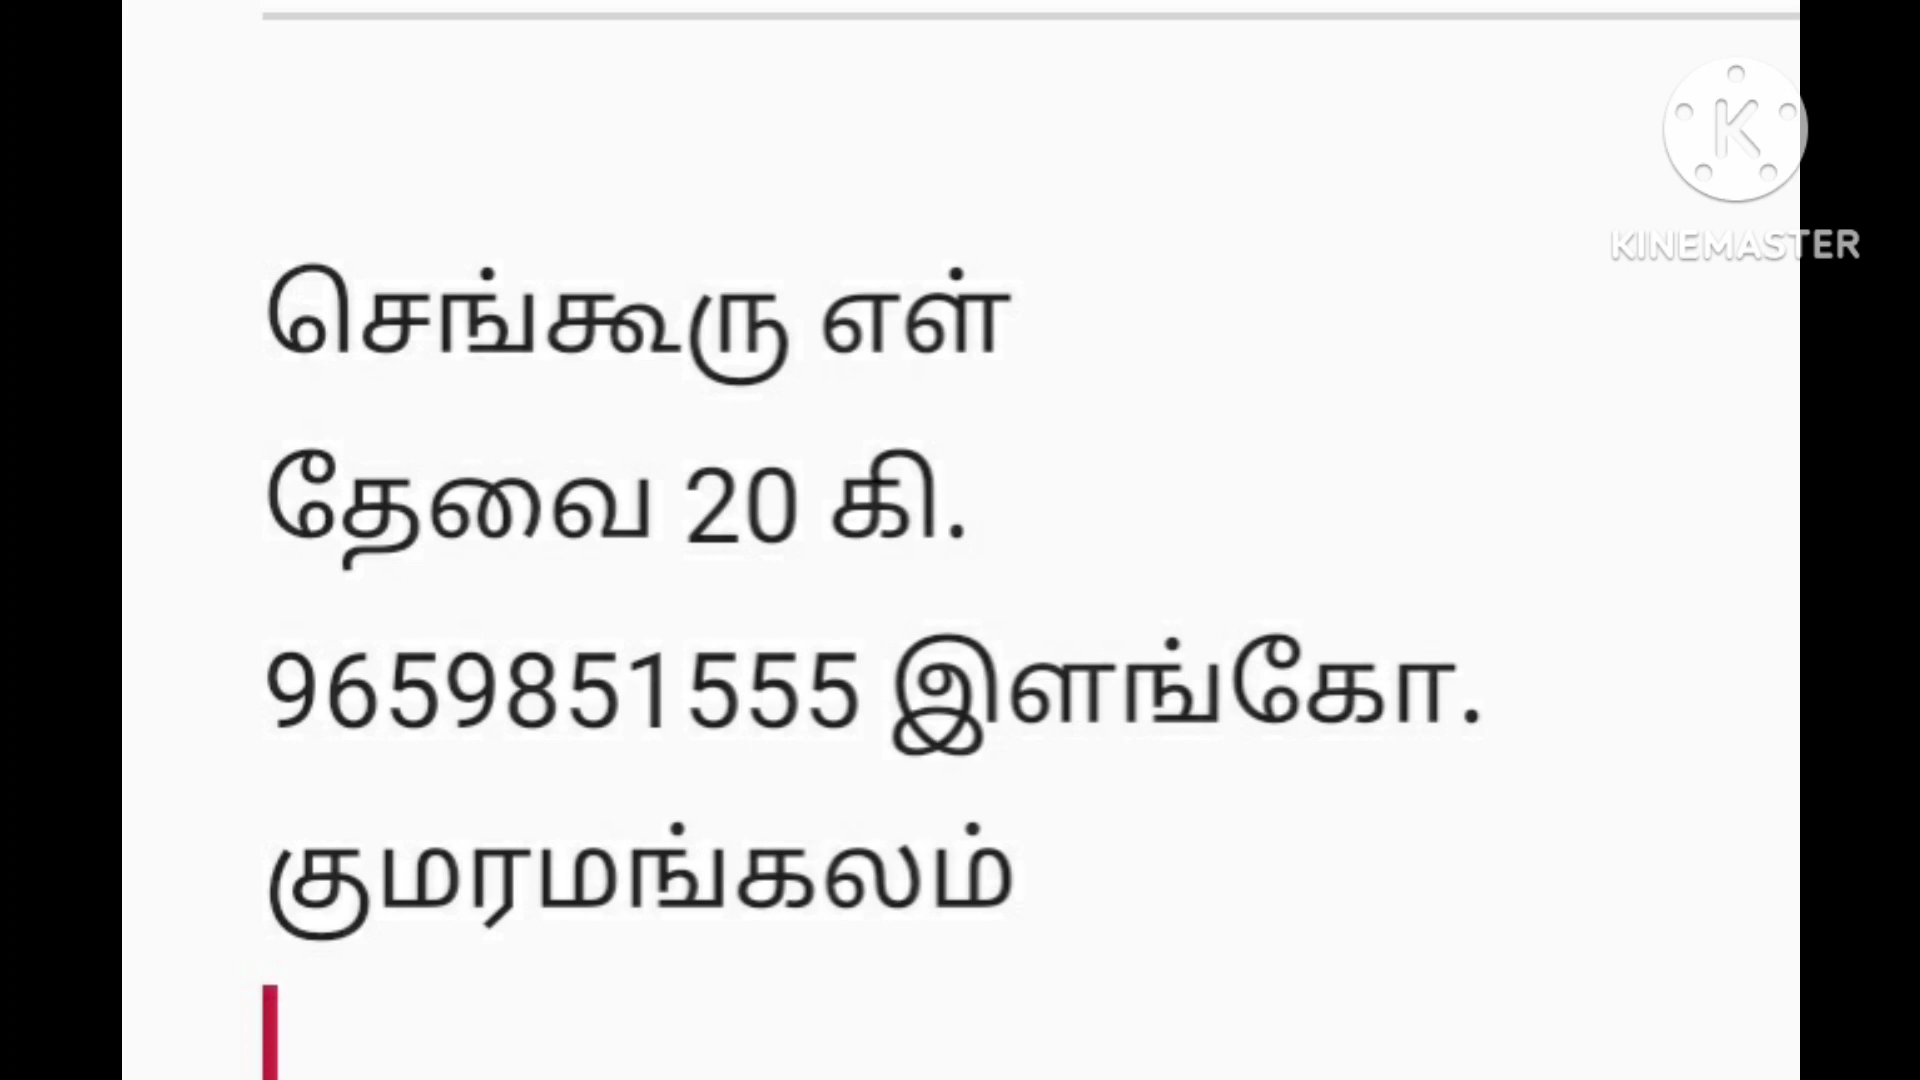 KINEMASTER
செங்கூரு எள்
தேவை 20 கி.
9659851555 இளங்கோ.
குமரமங்கலம்